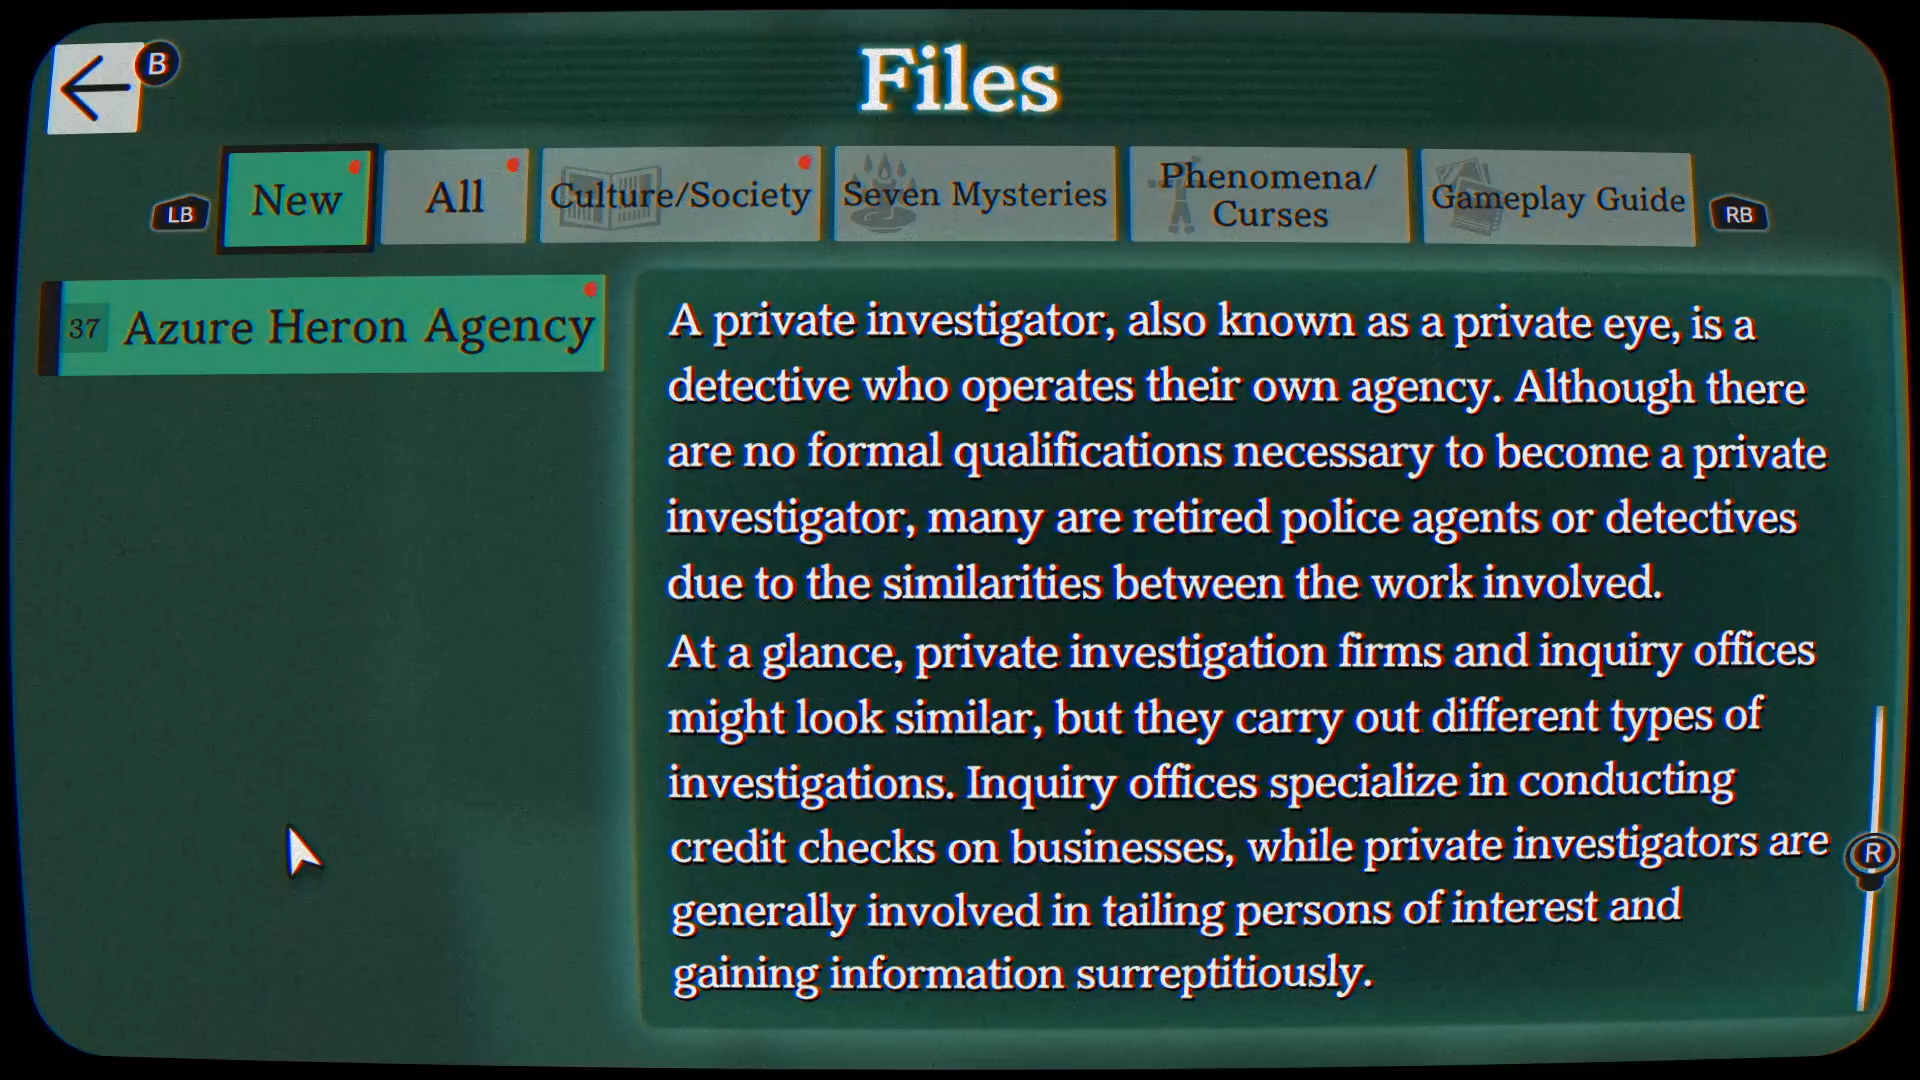 B
Files
LB
New
All
Culture/Society
Seven Mysteries
Phenomena/
Curses
Gameplay Guide
RB
37 Azure Heron Agency
A private investigator, also known as a private eye, is a
detective who operates their own agency. Although there
are no formal qualifications necessary to become a private
investigator, many are retired police agents or detectives
due to the similarities between the work involved.
At a glance, private investigation firms and inquiry offices
might look similar, but they carry out different types of
investigations. Inquiry offices specialize in conducting
credit checks on businesses, while private investigators are
generally involved in tailing persons of interest and
gaining information surreptitiously.
R